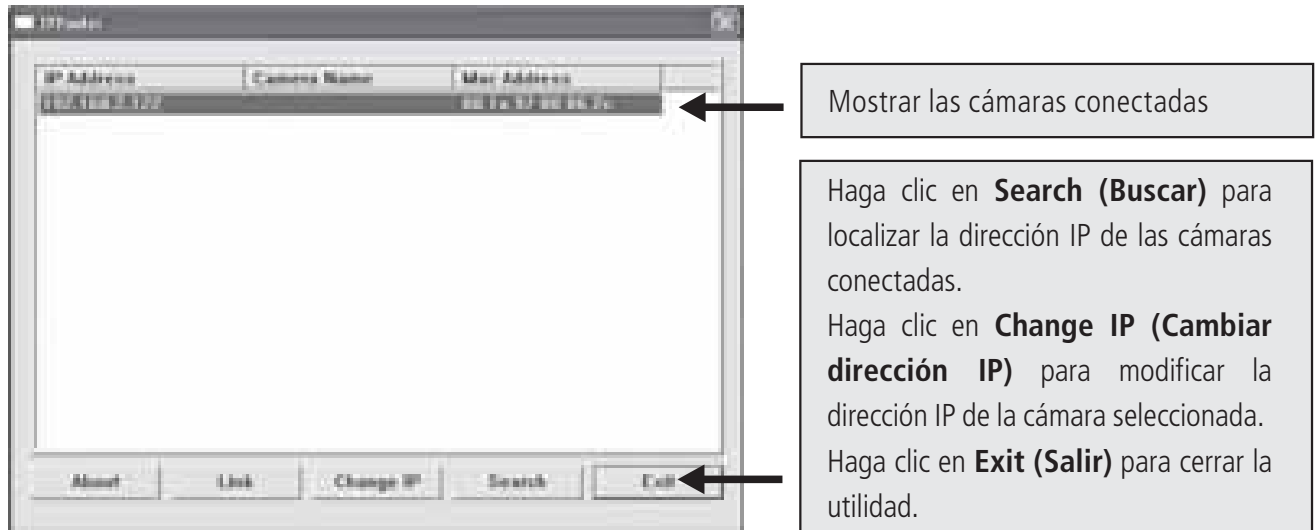 IP Address Camera Name Mac Address
Mostrar las cámaras conectadas
Haga clic en Search (Buscar) para
localizar la dirección IP de las cámaras
conectadas.
Haga clic en Change IP (Cambiar
dirección IP) para modificar la
dirección IP de la cámara seleccionada.
Haga clic en Exit (Salir) para cerrar la
utilidad.
About Link Change IP Search Exit